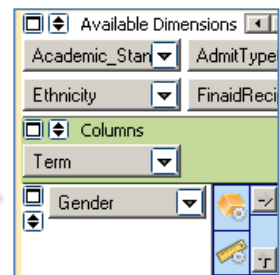 Available Dimensions
Academic_Stan AdmitType
Ethnicity FinaidReci
Columns
Term
Gender